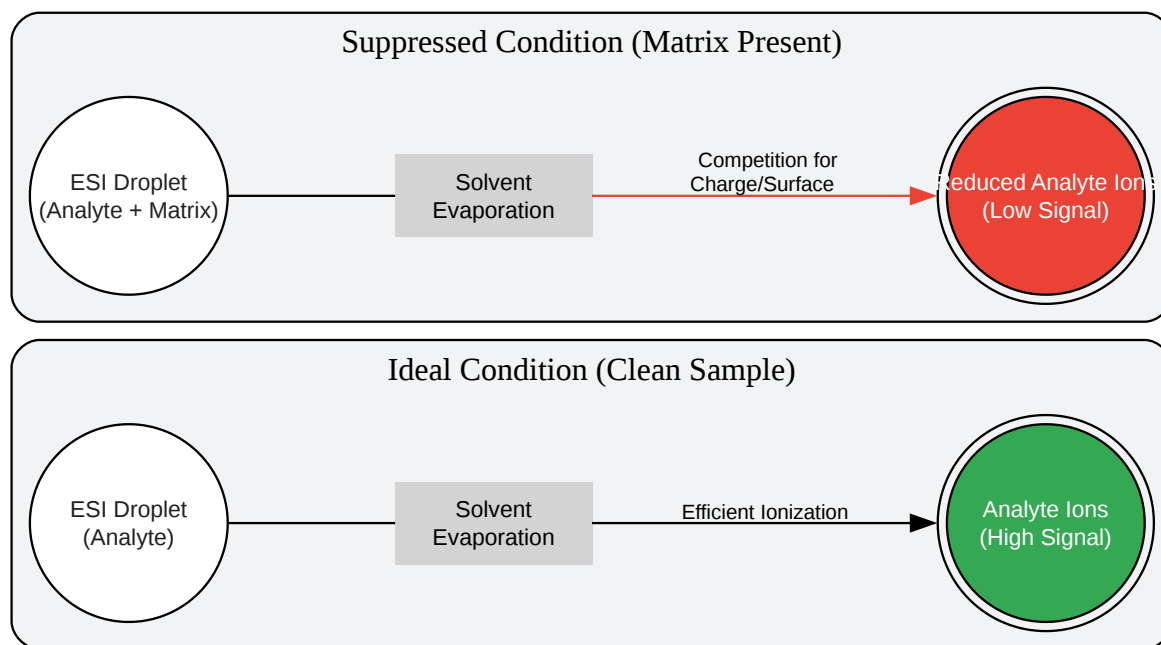 Suppressed Condition (Matrix Present)
ESI Droplet
(Analyte + Matrix)
Solvent
Evaporation
Competition for
Charge/Surface
Reduced Analyte Ions
(Low Signal)
Ideal Condition (Clean Sample)
ESI Droplet
(Analyte)
Solvent
Evaporation
Efficient Ionization
Analyte Ions
(High Signal)